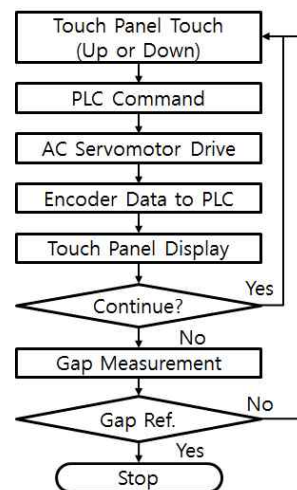 Touch Panel Touch
(Up or Down)
PLC Command
AC Servomotor Drive
Encoder Data to PLC
Touch Panel Display
Continue?
Yes
No
Gap Measurement
Gap Ref.
No
Yes
Stop